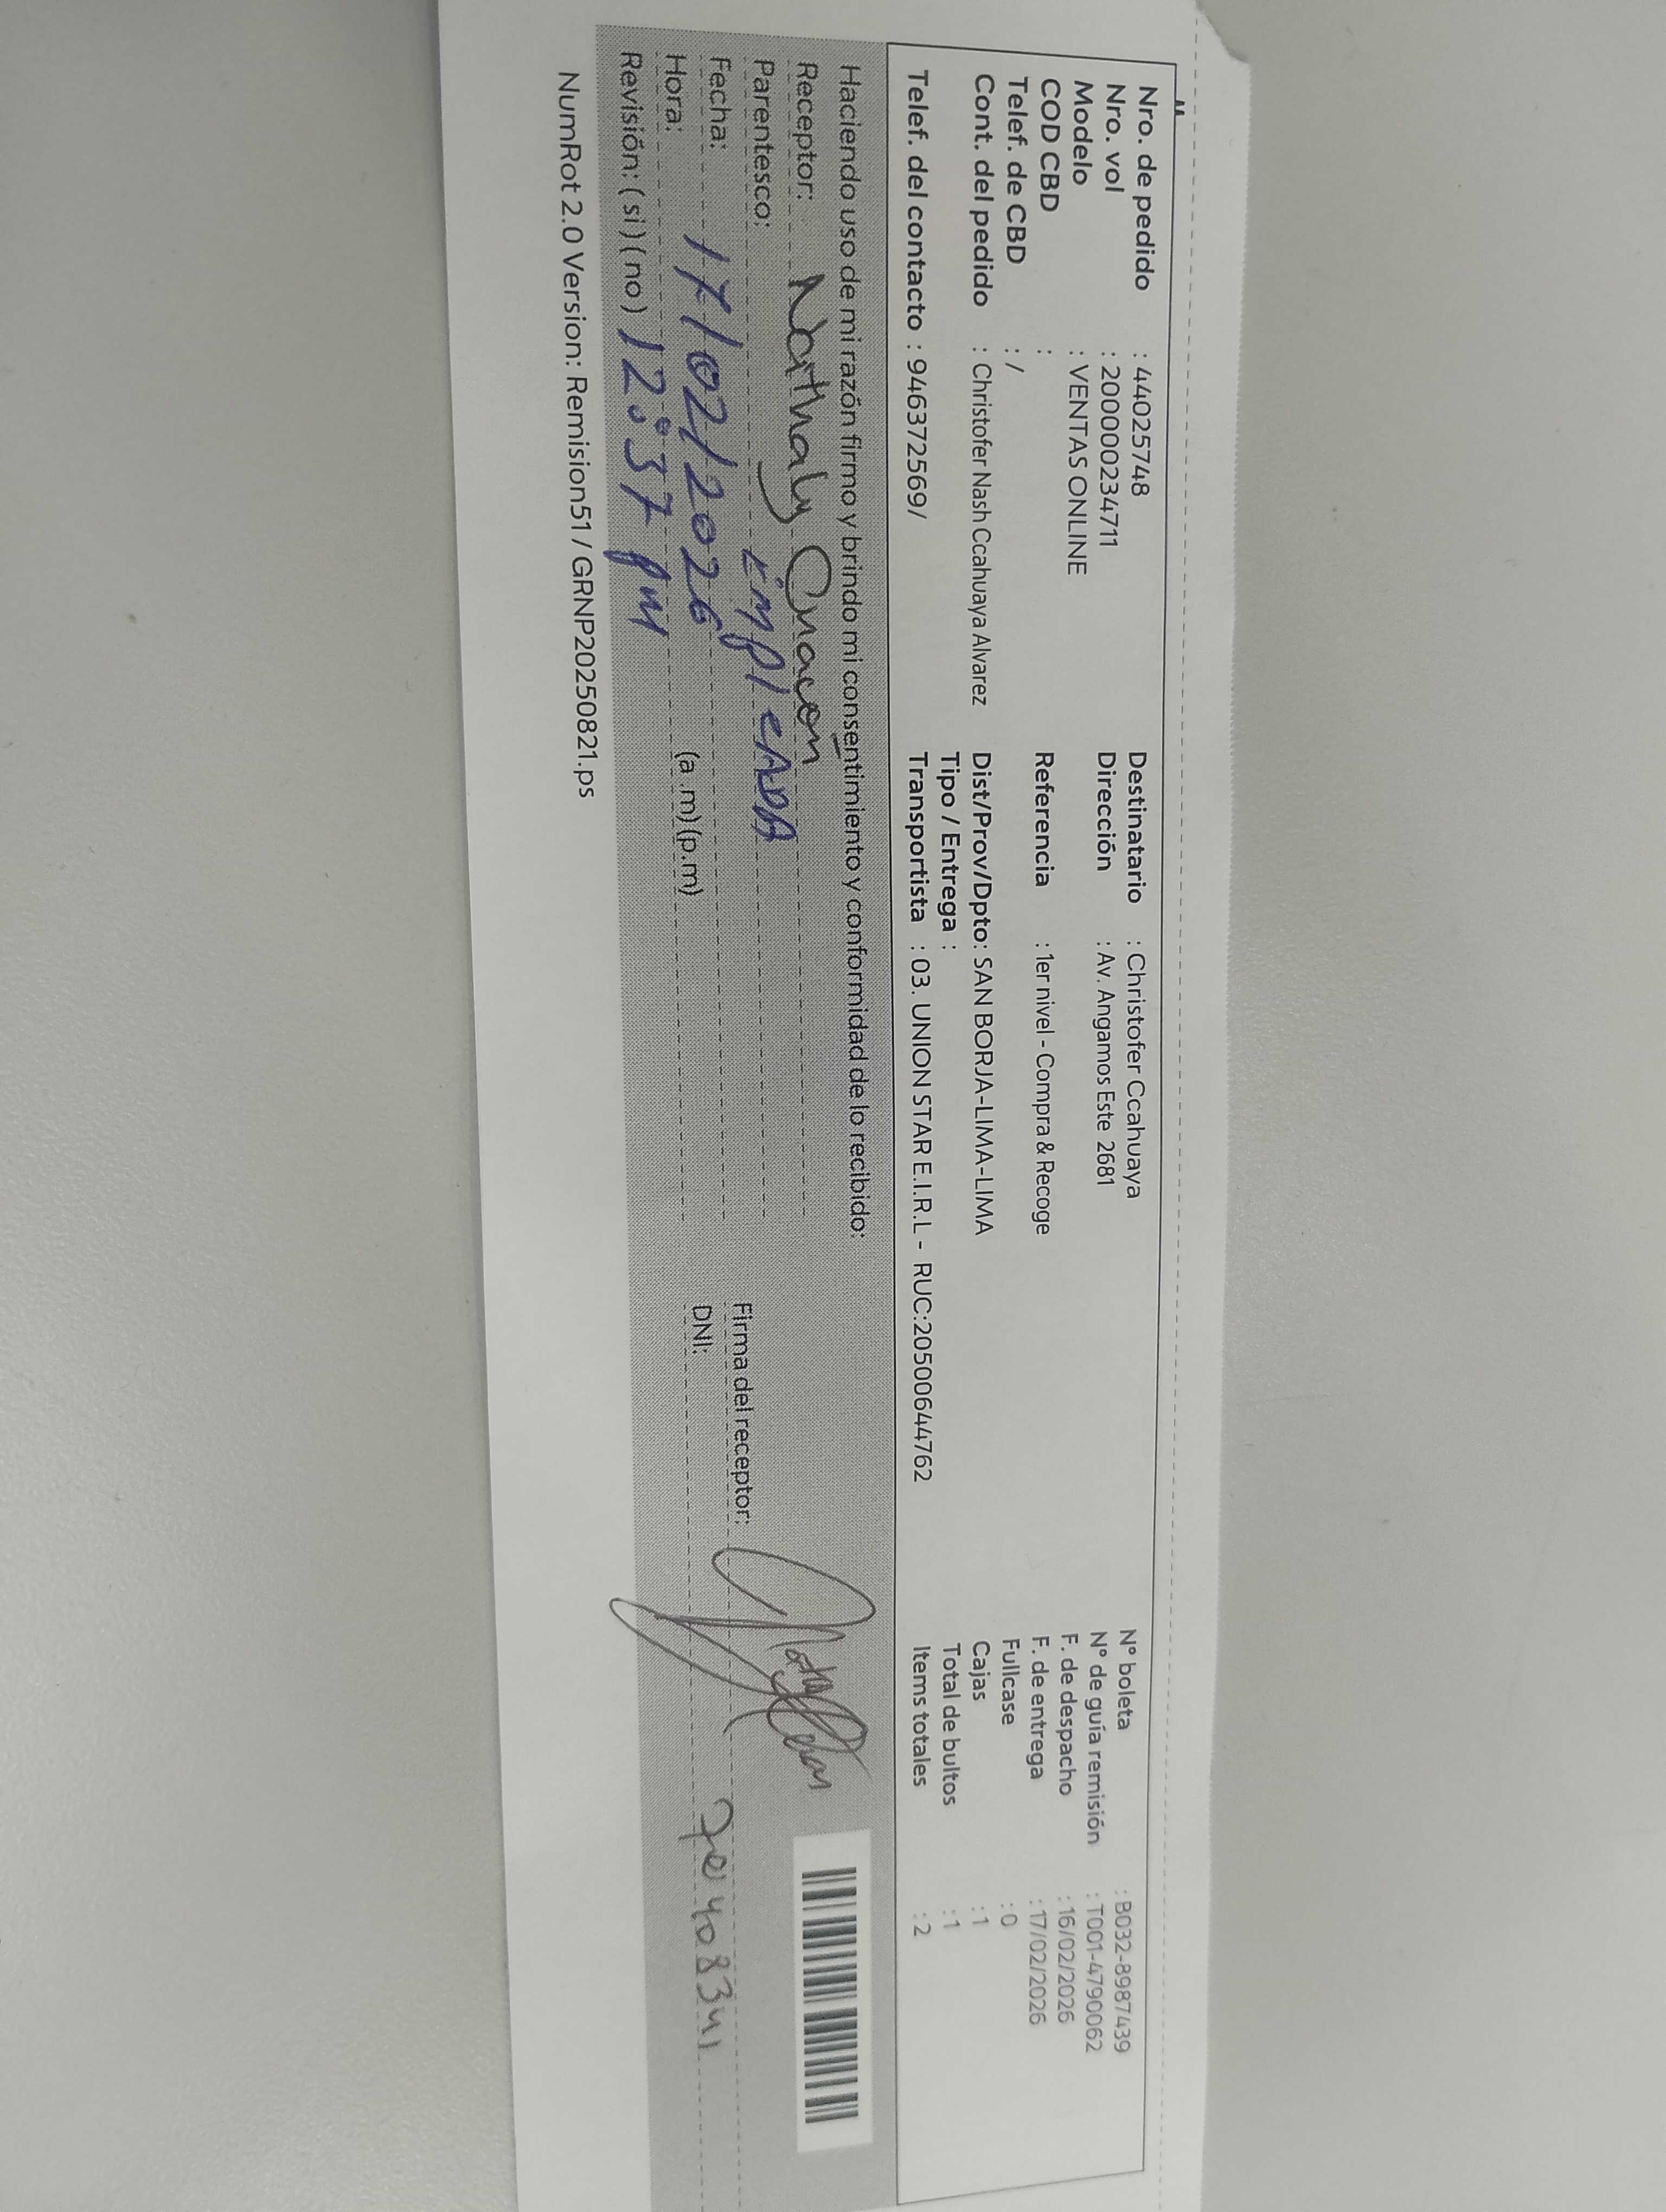 Nro. de pedido : 44025748
Nro. vol : 2000000234711
Modelo : VENTAS ONLINE
COD CBD :
Telef. de CBD : /
Cont. del pedido : Christofer Nash Ccahuaya Alvarez
Telef. del contacto : 946372569/
Destinatario : Christofer Ccahuaya
Dirección : Av. Angamos Este 2681
Referencia : 1er nivel - Compra & Recoge
Dist/Prov/Dpto: SAN BORJA-LIMA-LIMA
Tipo / Entrega :
Transportista : 03. UNION STAR E.I.R.L - RUC:20500644762
N° boleta : B032-8987439
N° de guía remisión : T001-4790062
F. de despacho : 16/02/2026
F. de entrega : 17/02/2026
Fullcase : 0
Cajas : 1
Total de bultos : 1
Items totales : 2
Haciendo uso de mi razón firmo y brindo mi consentimiento y conformidad de lo recibido:
Receptor: Nathaly
Parentesco: EmplEADA
Fecha: 17/02/2026
Hora: 12:37 pm (a .m) (p.m)
Revisión: ( si ) ( no )
Firma del receptor:
DNI: 70408341
NumRot 2.0 Version: Remision51 / GRNP20250821.ps